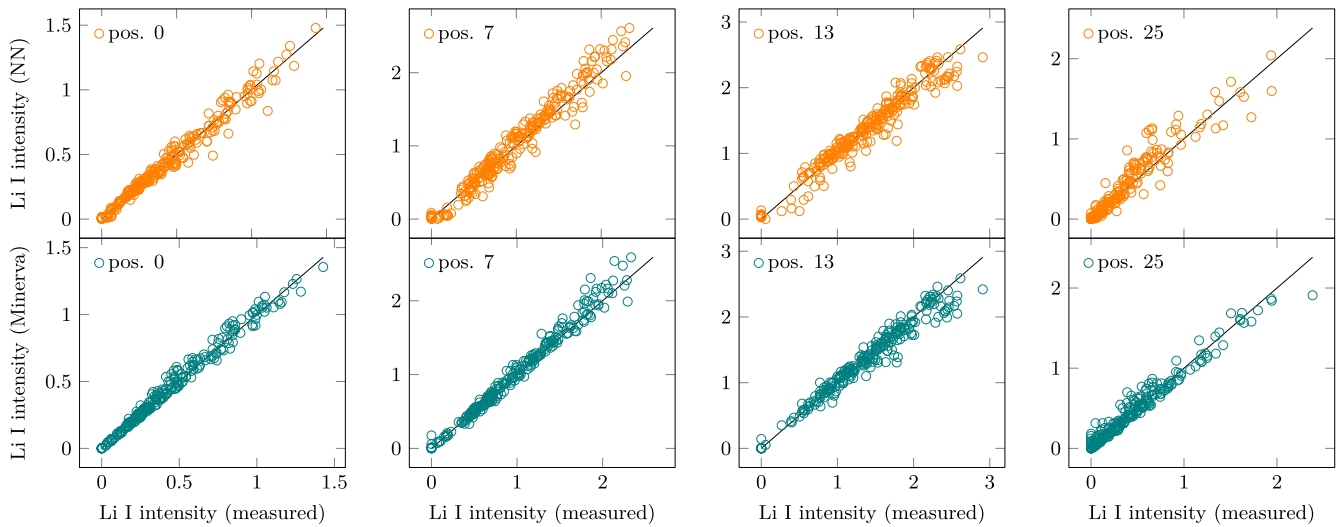 Li I intensity (NN)
1.5
1
0.5
0
pos. 0
2
1
0
pos. 7
3
2
1
0
pos. 13
2
1
0
pos. 25
Li I intensity (Minerva)
1.5
1
0.5
0
pos. 0
2
1
0
pos. 7
3
2
1
0
pos. 13
2
1
0
pos. 25
0 0.5 1 1.5
0 1 2
0 1 2 3
0 1 2
Li I intensity (measured)
Li I intensity (measured)
Li I intensity (measured)
Li I intensity (measured)